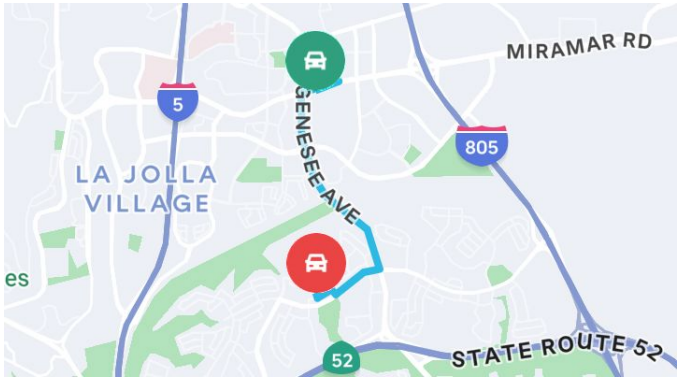 MIRAMAR RD
5
GENESEE AVE
805
LA JOLLA
VILLAGE
es
52
STATE ROUTE 52